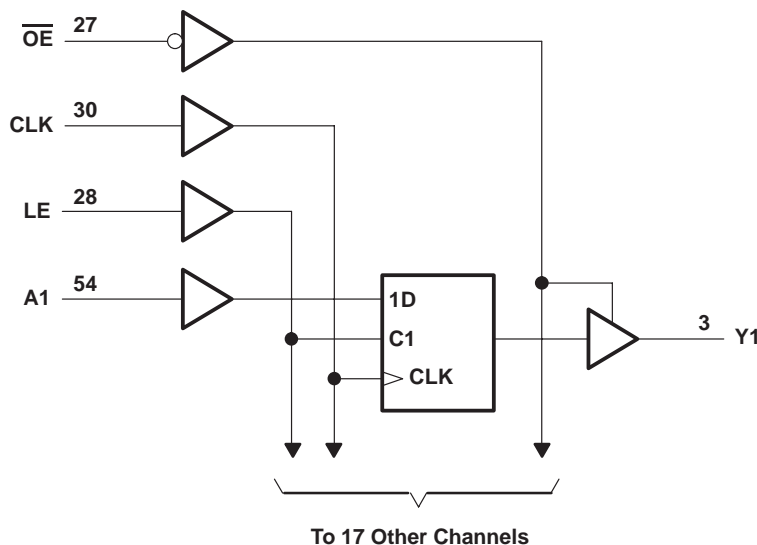 OE 27
CLK 30
LE 28
A1 54
1D
C1
CLK
3 Y1
To 17 Other Channels